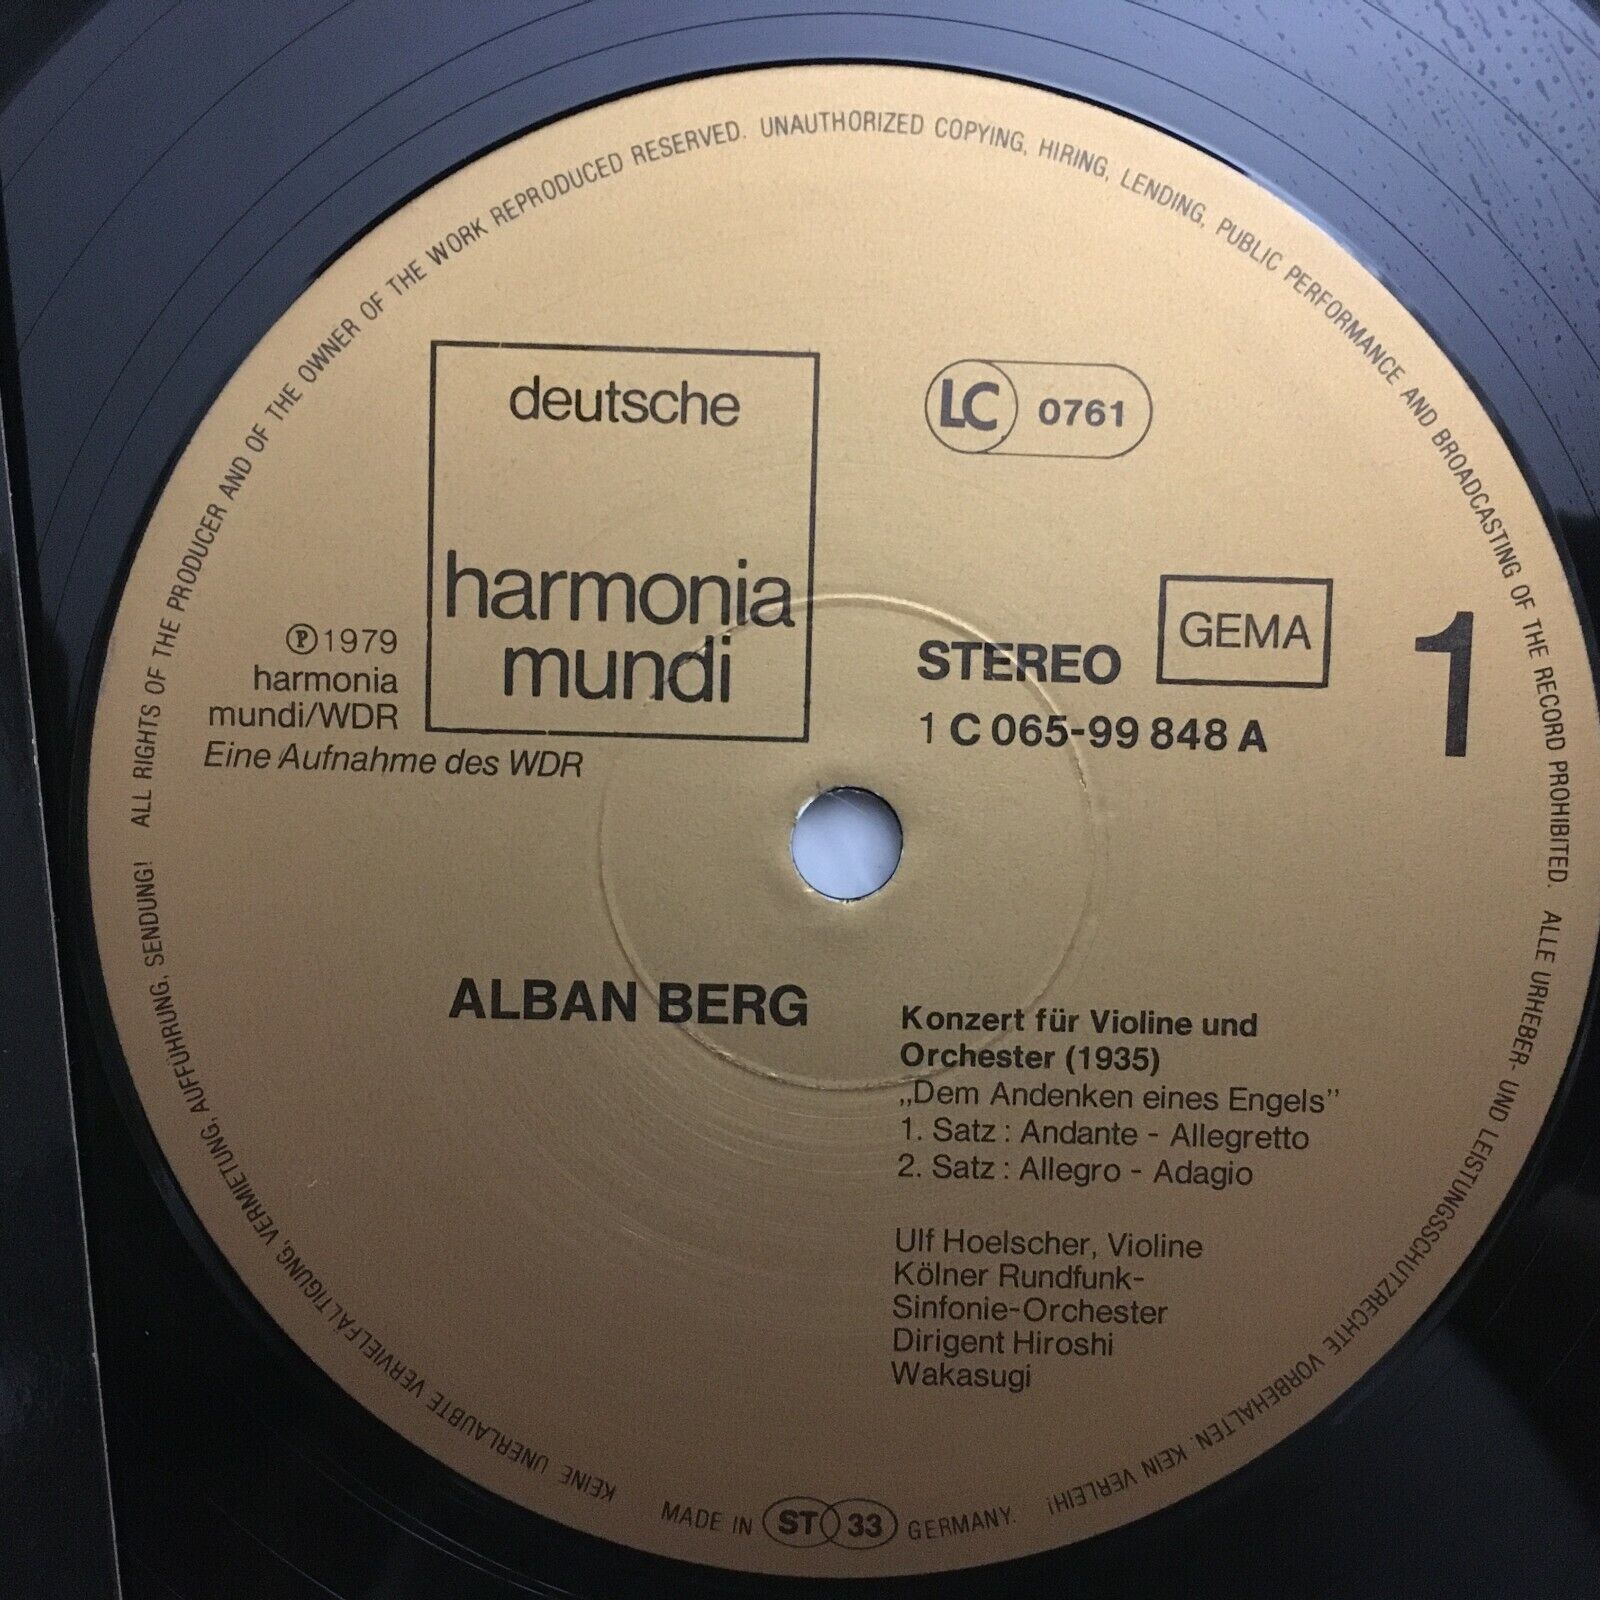 ALL RIGHTS OF THE PRODUCER AND OF THE OWNER OF THE WORK REPRODUCED RESERVED. UNAUTHORIZED COPYING, HIRING, LENDING, PUBLIC PERFORMANCE AND BROADCASTING OF THE RECORD PROHIBITED.
ALLE URHEBER- UND LEISTUNGSSCHUTZRECHTE VORBEHALTEN. KEIN VERLEIH!
KEINE UNERLAUBTE VERVIELFÄLTIGUNG, VERMIETUNG, AUFFÜHRUNG, SENDUNG!
deutsche
harmonia
mundi
LC 0761
GEMA
1
STEREO
1 C 065-99 848 A
Ⓟ1979
harmonia
mundi/WDR
Eine Aufnahme des WDR
ALBAN BERG
Konzert für Violine und
Orchester (1935)
„Dem Andenken eines Engels”
1. Satz : Andante - Allegretto
2. Satz : Allegro - Adagio
Ulf Hoelscher, Violine
Kölner Rundfunk-
Sinfonie-Orchester
Dirigent Hiroshi
Wakasugi
MADE IN ST 33 GERMANY.